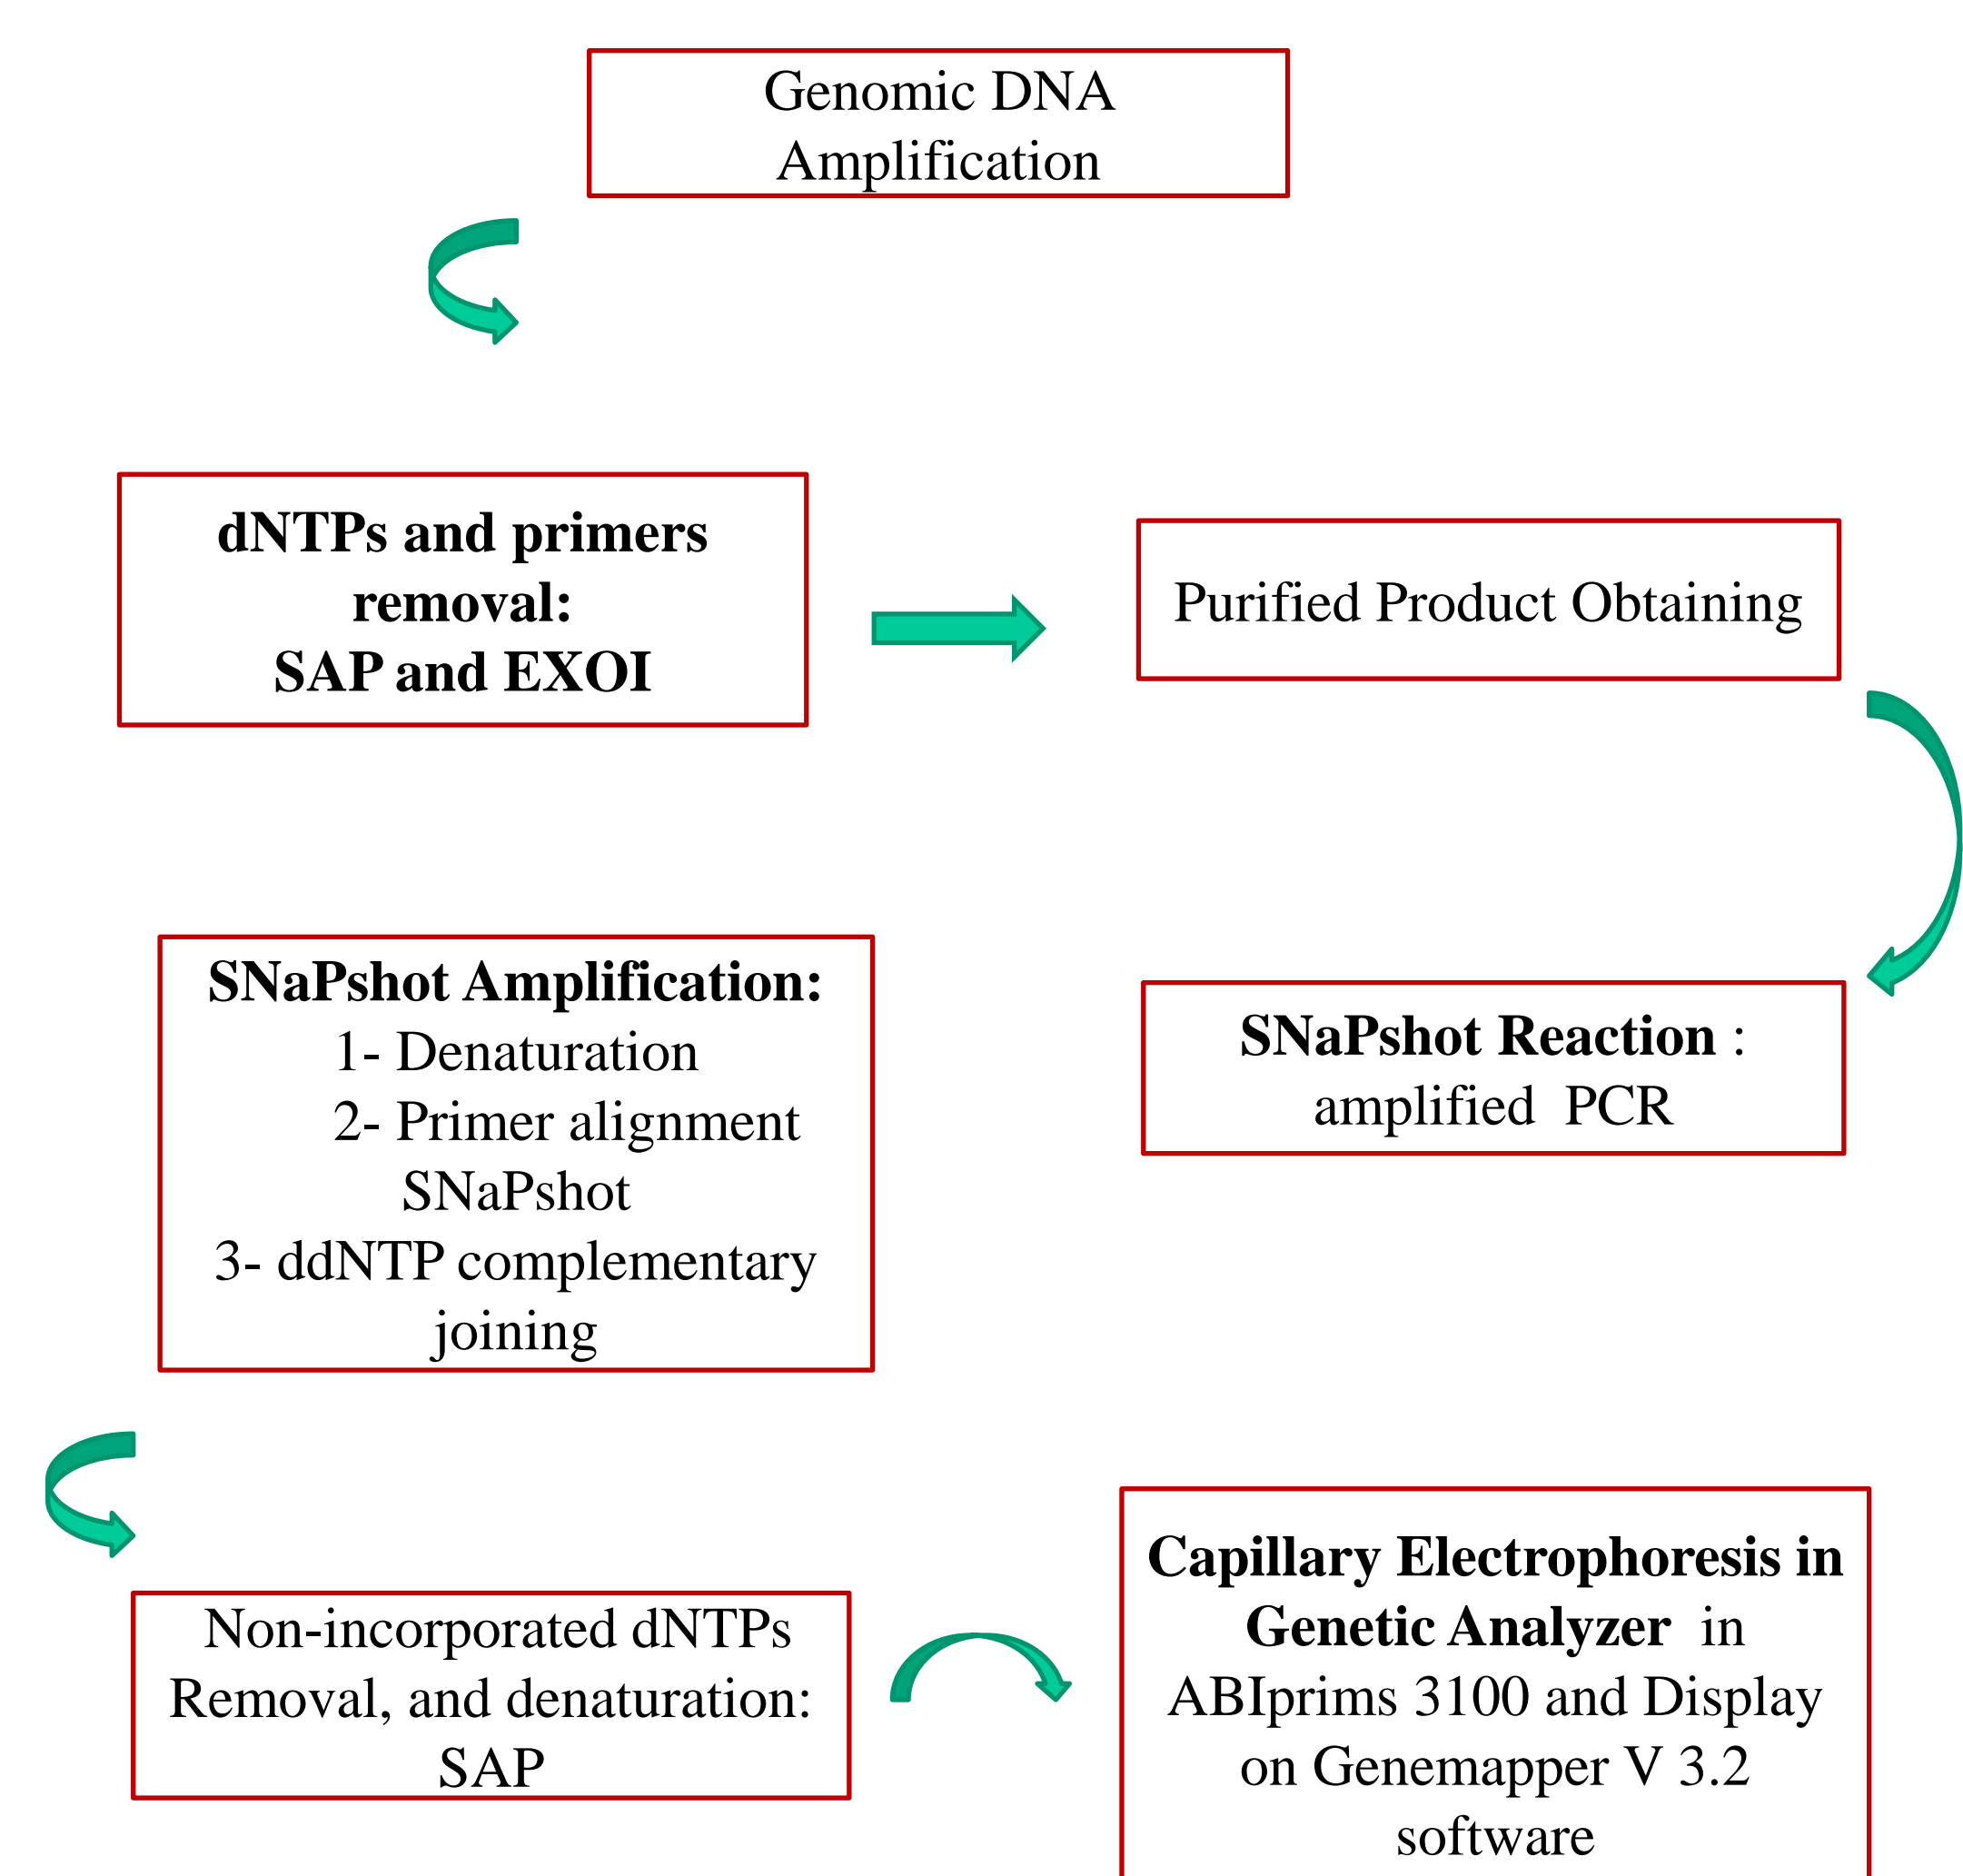 Genomic DNA
Amplification
dNTPs and primers
removal:
SAP and EXOI
Purified Product Obtaining
SNaPshot Reaction :
amplified PCR
SNaPshot Amplification:
1- Denaturation
2- Primer alignment
SNaPshot
3- ddNTP complementary
joining
Non-incorporated dNTPs
Removal, and denaturation:
SAP
Capillary Electrophoresis in
Genetic Analyzer in
ABIprims 3100 and Display
on Genemapper V 3.2
software